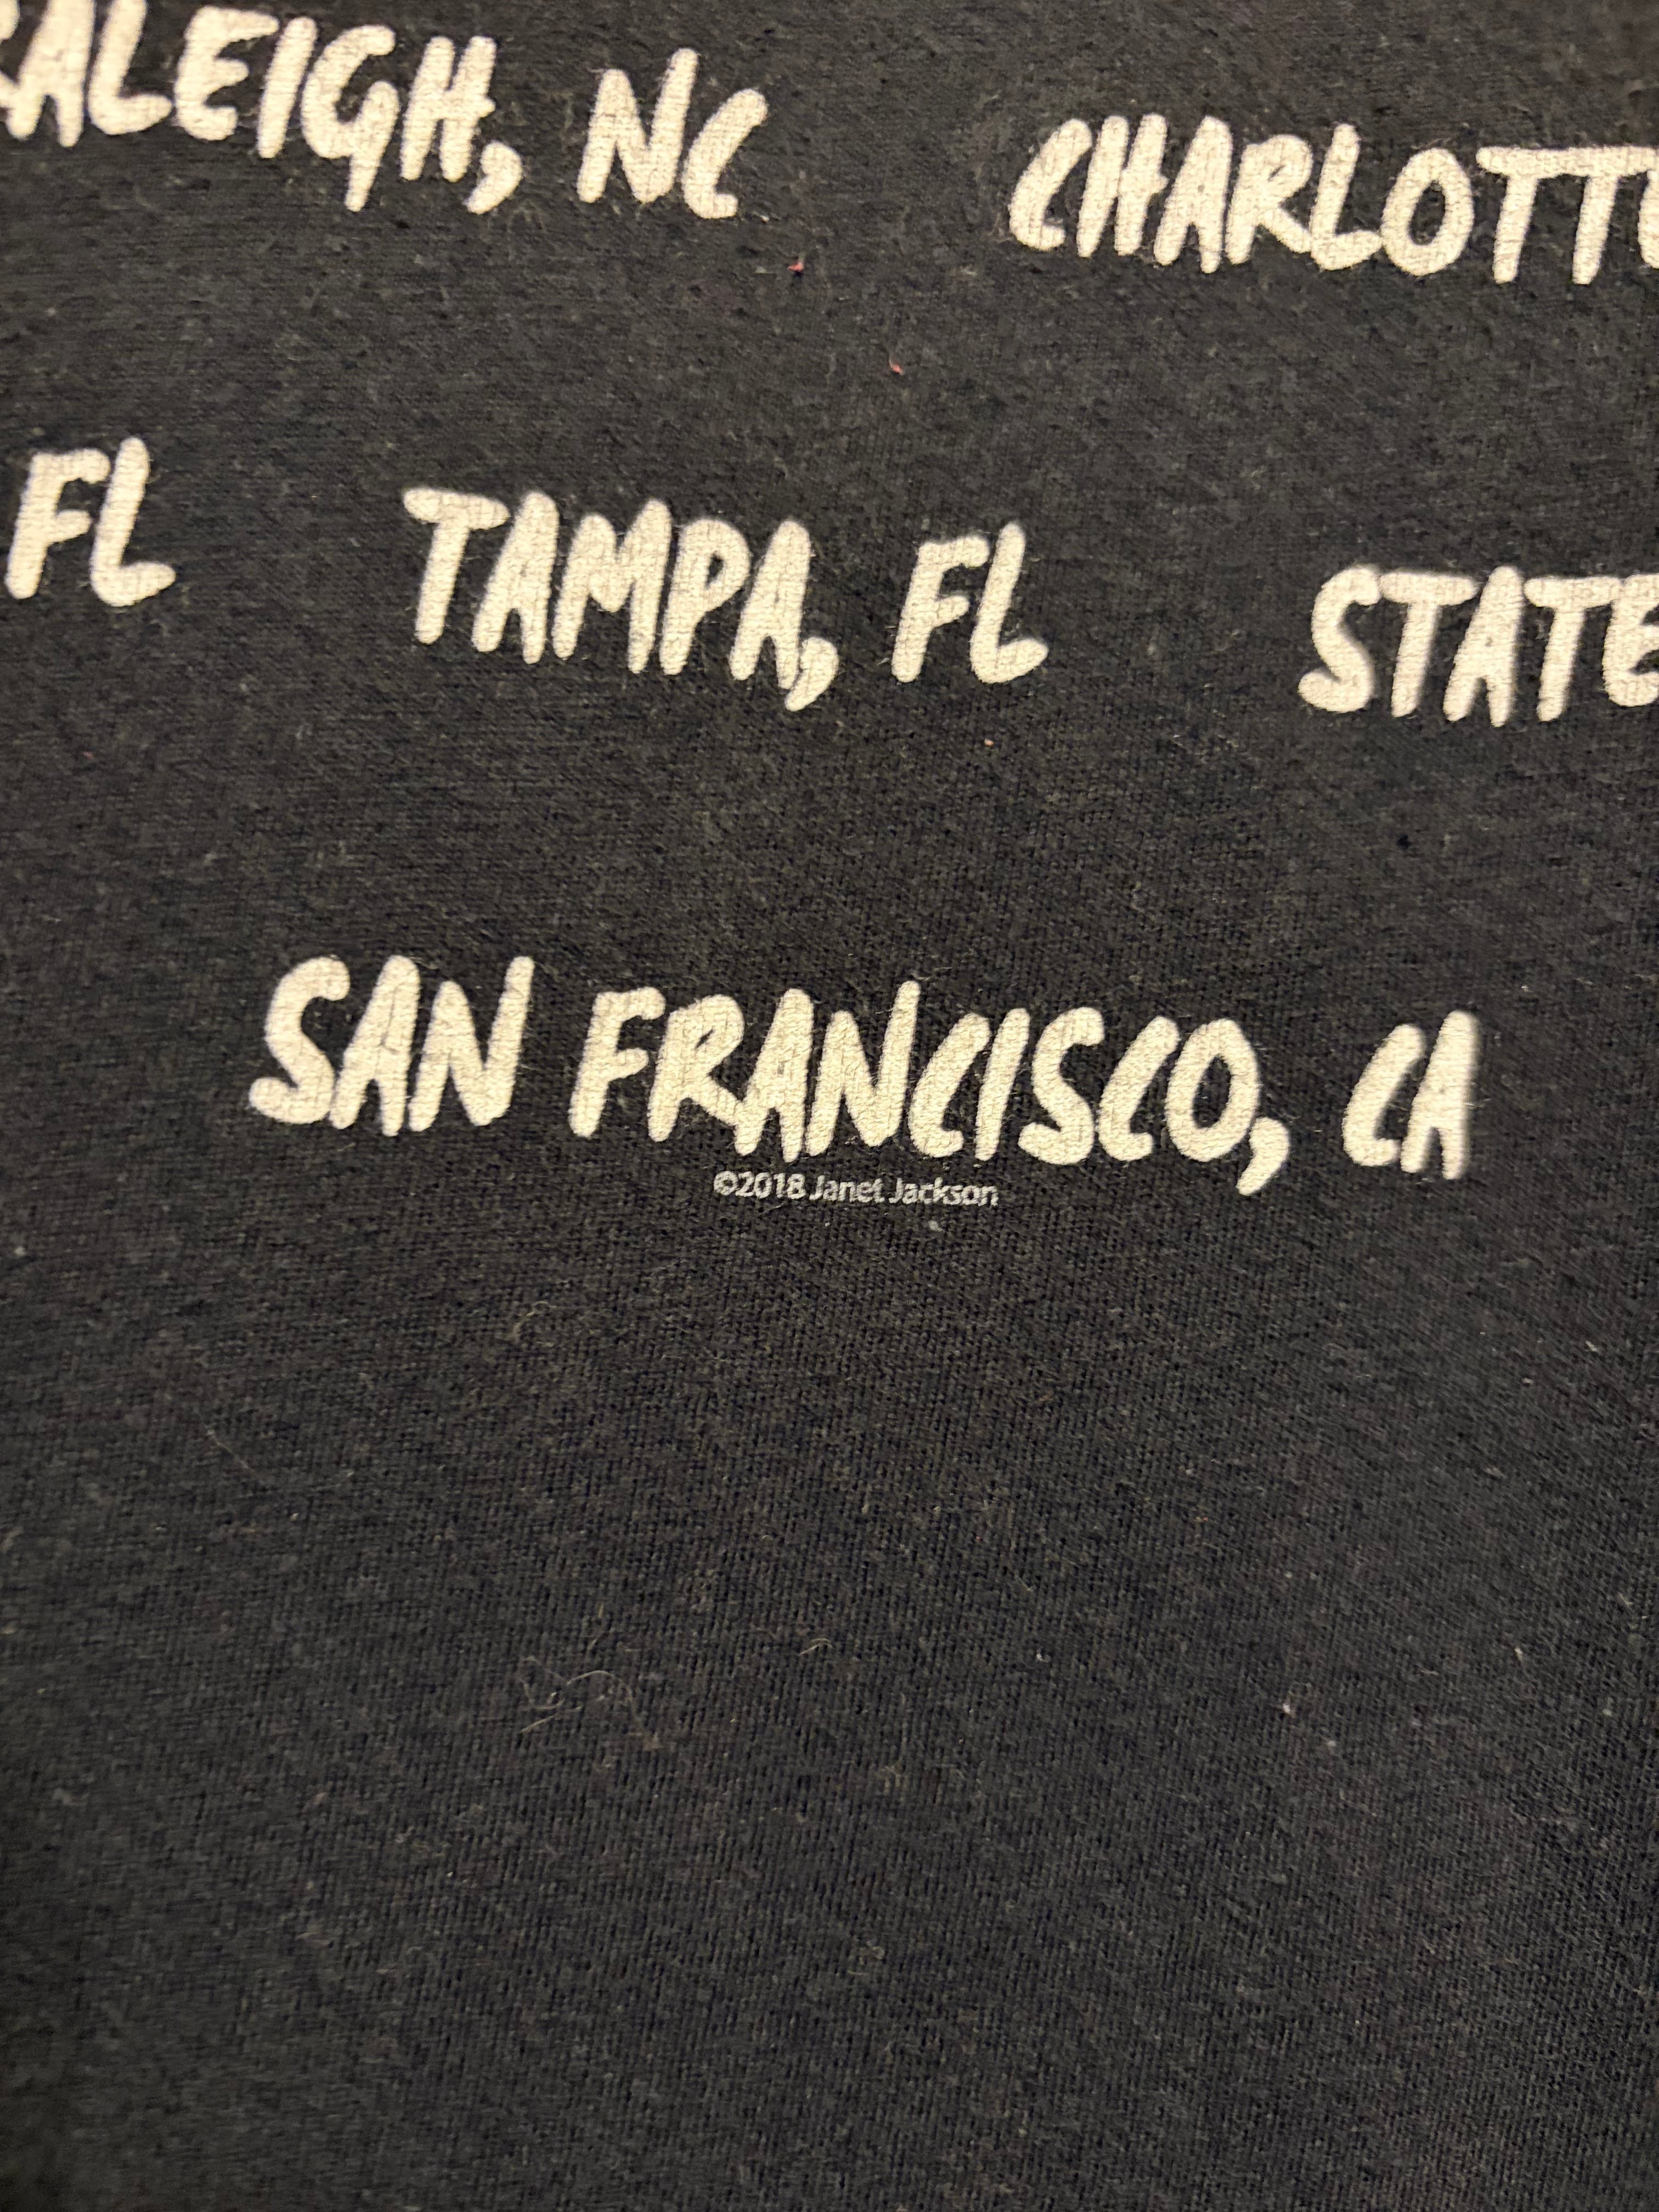 RALEIGH, NC CHARLOTTE
FL TAMPA, FL STATE
SAN FRANCISCO, CA
©2018 Janet Jackson